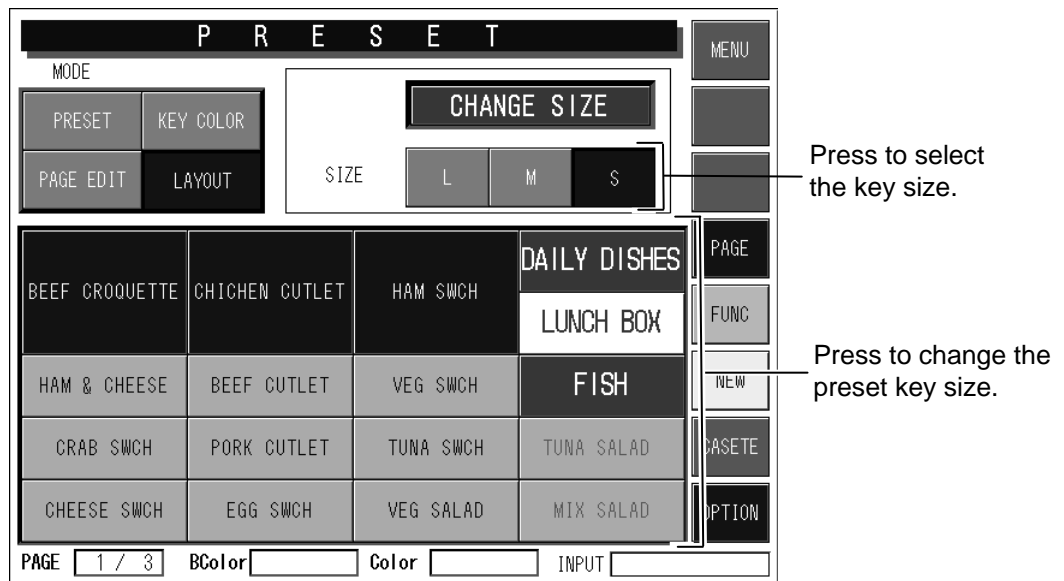 P R E S E T
MENU
MODE
PRESET KEY COLOR
PAGE EDIT LAYOUT
CHANGE SIZE
SIZE L M S
Press to select
the key size.
BEEF CROQUETTE CHICHEN CUTLET HAM SWCH DAILY DISHES
LUNCH BOX
HAM & CHEESE BEEF CUTLET VEG SWCH FISH
CRAB SWCH PORK CUTLET TUNA SWCH TUNA SALAD
CHEESE SWCH EGG SWCH VEG SALAD MIX SALAD
PAGE
FUNC
NEW
CASETE
OPTION
Press to change the
preset key size.
PAGE 1 / 3 BColor Color INPUT